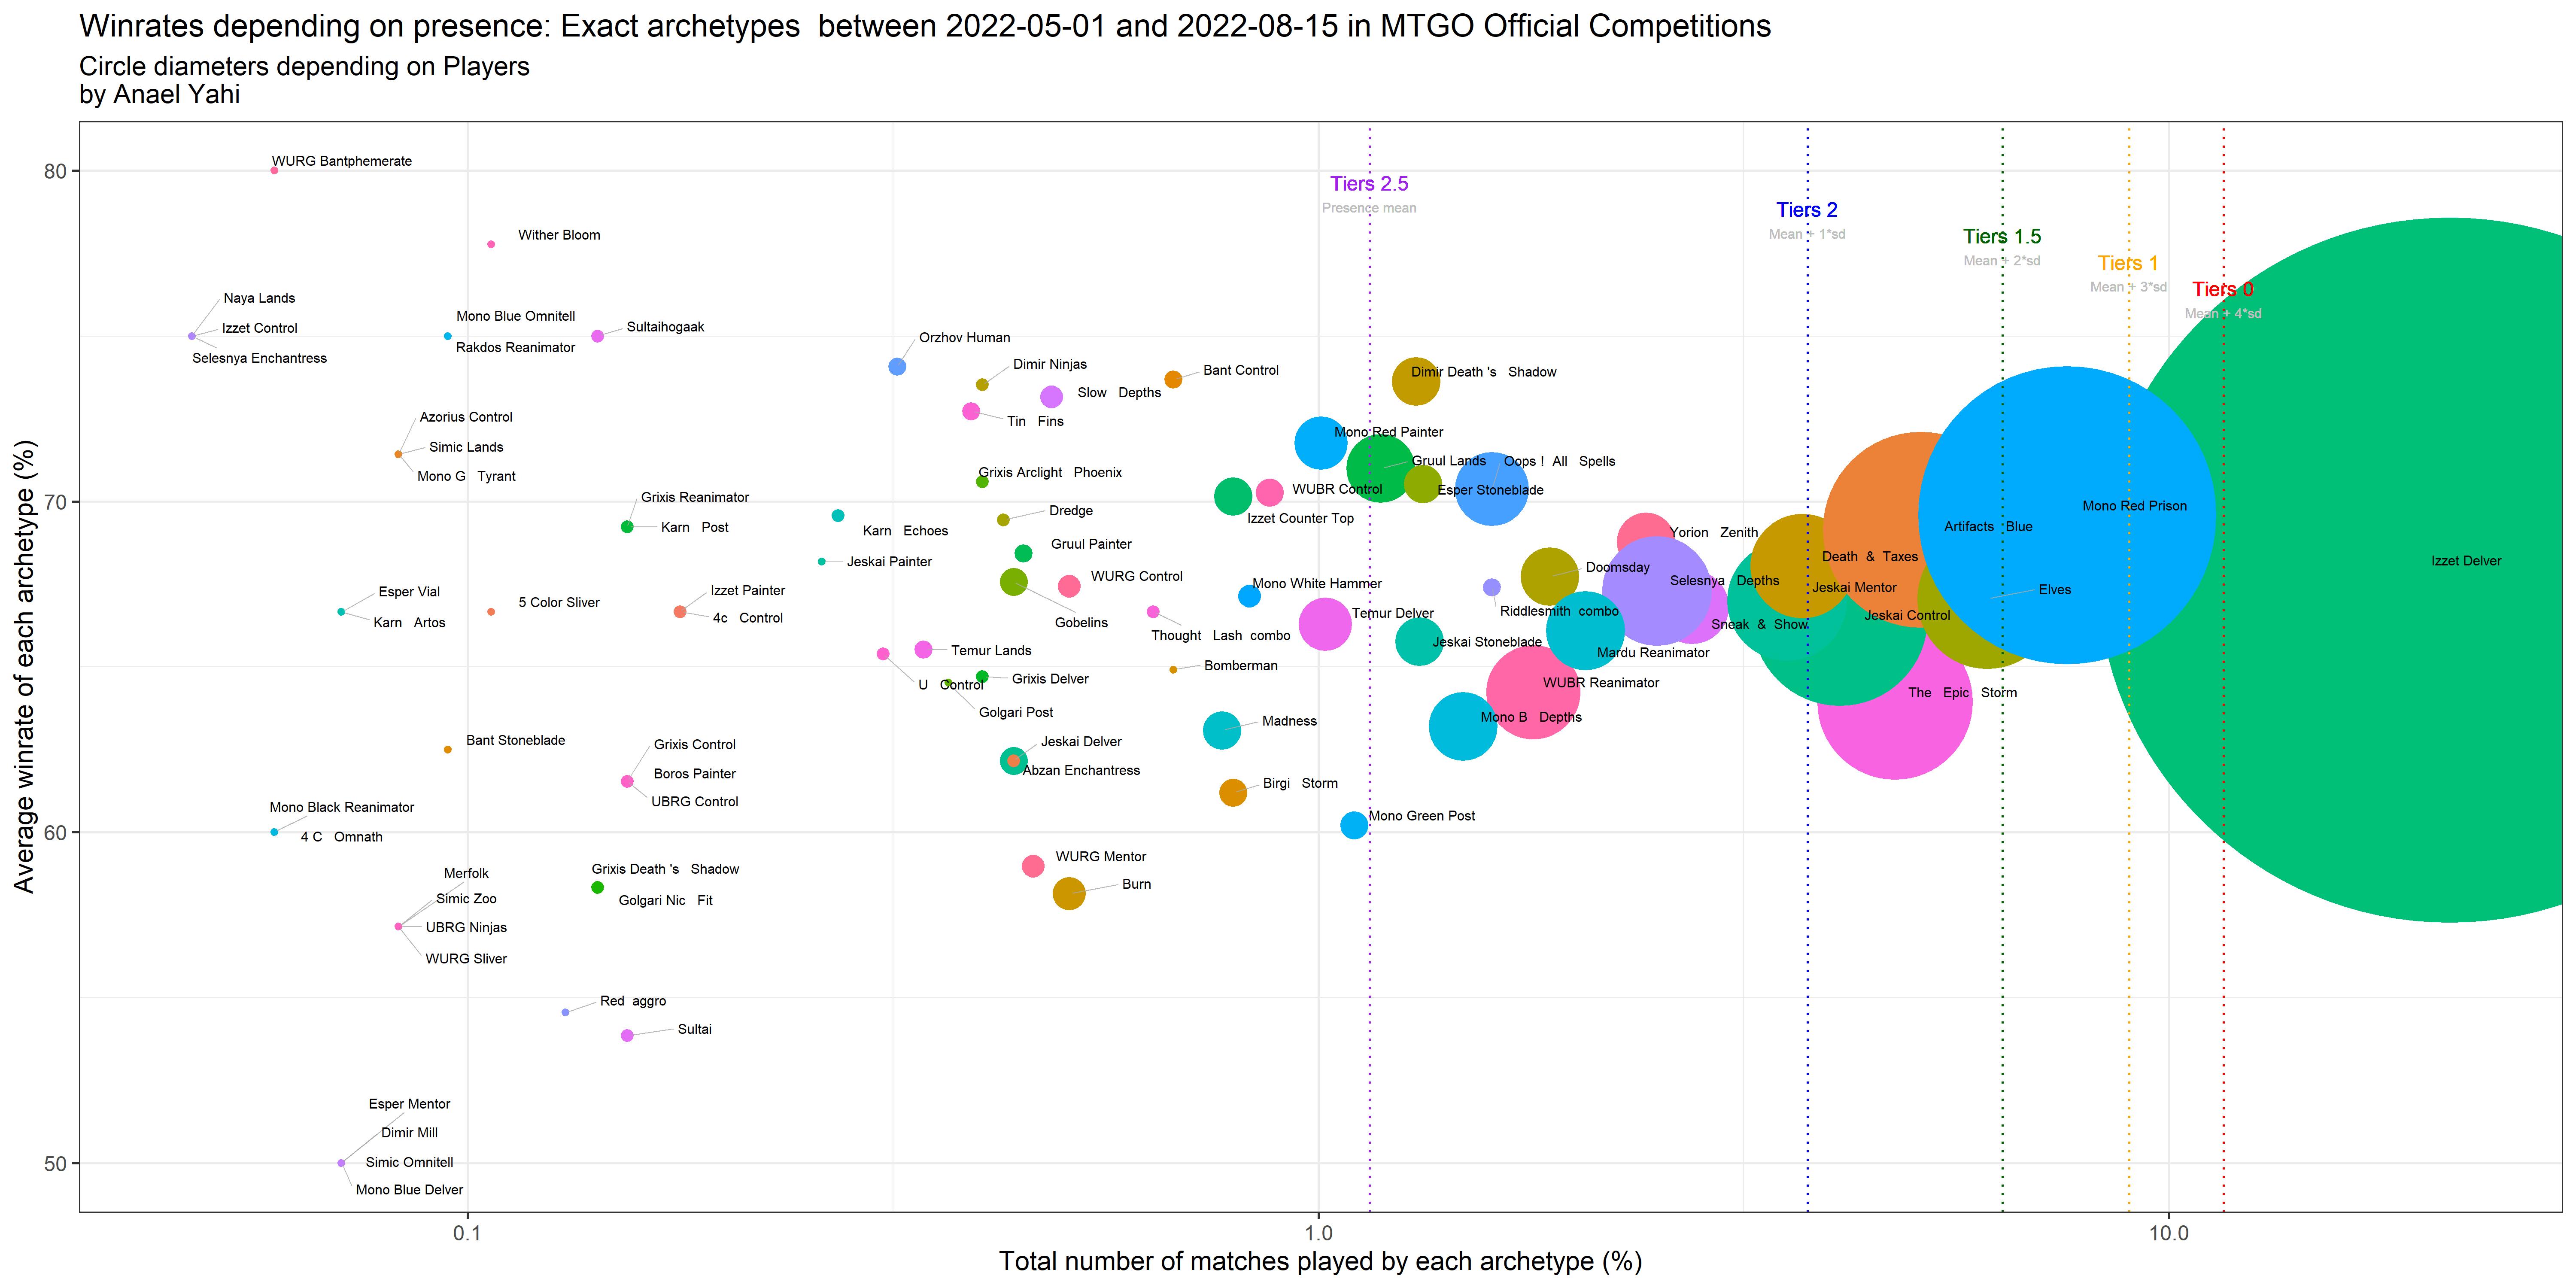 Winrates depending on presence: Exact archetypes  between 2022-05-01 and 2022-08-15 in MTGO Official Competitions
Circle diameters depending on Players
by Anael Yahi
Average winrate of each archetype (%)
80
70
60
50
WURG Bantphemerate
Tiers 2.5
Presence mean
Tiers 2
Mean + 1*sd
Wither Bloom
Tiers 1.5
Mean + 2*sd
Tiers 1
Mean + 3*sd
Tiers 0
Mean + 4*sd
Naya Lands
Izzet Control
Selesnya Enchantress
Mono Blue Omnitell
Rakdos Reanimator
Sultaihogaak
Orzhov Human
Dimir Ninjas
Bant Control
Dimir Death 's   Shadow
Slow   Depths
Tin   Fins
Azorius Control
Simic Lands
Mono G   Tyrant
Mono Red Painter
Gruul Lands
Oops !  All   Spells
Grixis Arclight   Phoenix
WUBR Control
Esper Stoneblade
Grixis Reanimator
Karn   Post
Dredge
Izzet Counter Top
Mono Red Prison
Karn   Echoes
Artifacts   Blue
Yorion   Zenith
Gruul Painter
Jeskai Painter
Death  &  Taxes
Izzet Delver
Doomsday
WURG Control
Mono White Hammer
Selesnya   Depths
Jeskai Mentor
Elves
Esper Vial
Karn   Artos
5 Color Sliver
Izzet Painter
4c   Control
Gobelins
Temur Delver
Riddlesmith  combo
Jeskai Control
Sneak  &  Show
Thought   Lash  combo
Jeskai Stoneblade
Temur Lands
Mardu Reanimator
Bomberman
U   Control
Grixis Delver
WUBR Reanimator
The   Epic   Storm
Golgari Post
Madness
Mono B   Depths
Bant Stoneblade
Grixis Control
Boros Painter
UBRG Control
Jeskai Delver
Abzan Enchantress
Birgi   Storm
Mono Black Reanimator
4 C   Omnath
Mono Green Post
Merfolk
Simic Zoo
UBRG Ninjas
WURG Sliver
Grixis Death 's   Shadow
Golgari Nic   Fit
WURG Mentor
Burn
Red  aggro
Sultai
Esper Mentor
Dimir Mill
Simic Omnitell
Mono Blue Delver
0.1
1.0
10.0
Total number of matches played by each archetype (%)